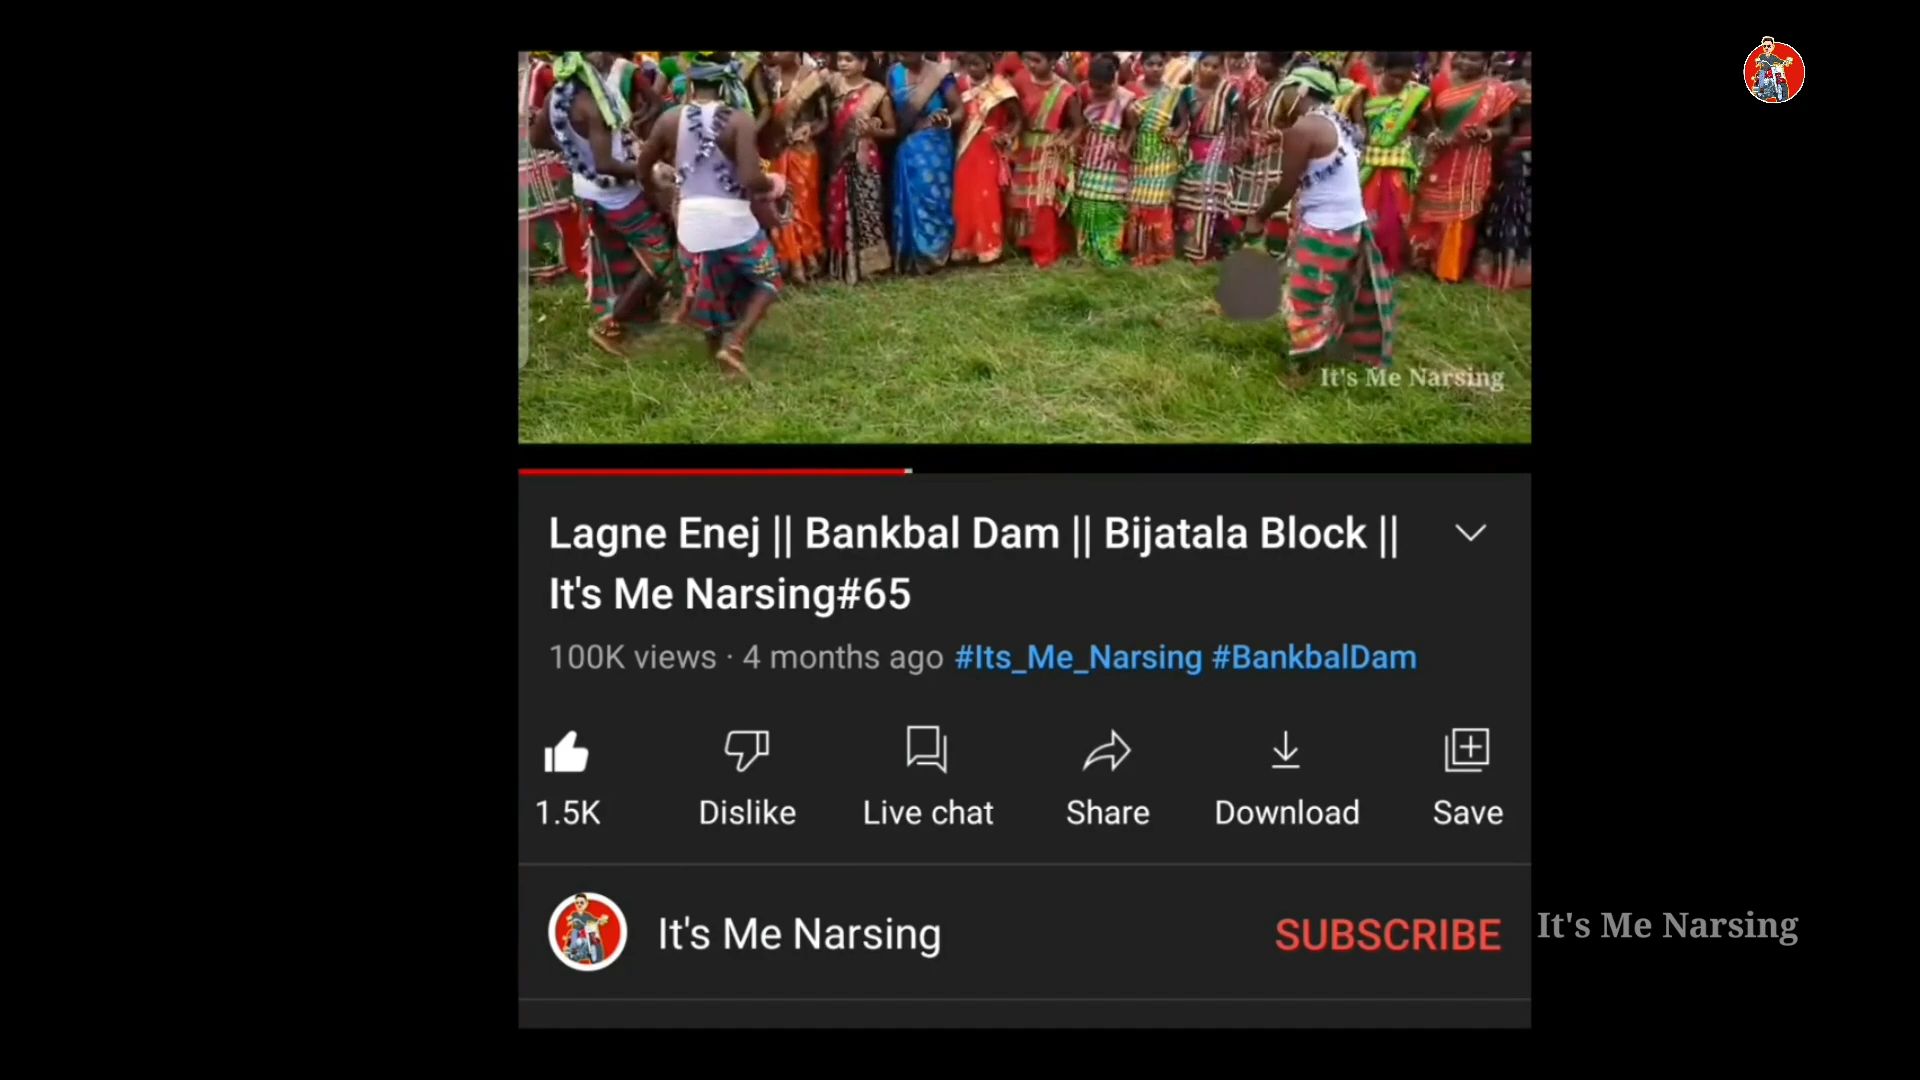 It's Me Narsing
Lagne Enej || Bankbal Dam || Bijatala Block ||
It's Me Narsing#65
100K views · 4 months ago #Its_Me_Narsing #BankbalDam
1.5K Dislike Live chat Share Download Save
It's Me Narsing SUBSCRIBE
It's Me Narsing